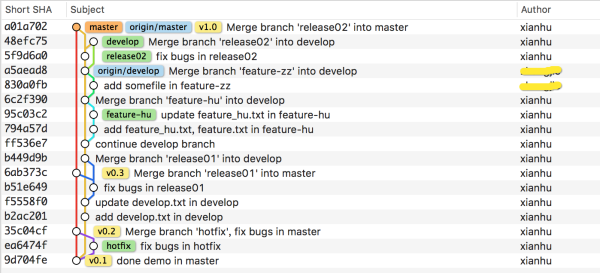 Short SHA Subject Author
a01a702 master origin/master v1.0 Merge branch 'release02' into master xianhu
48efc75 develop Merge branch 'release02' into develop xianhu
5f9d6a0 release02 fix bugs in release02 xianhu
a5aead8 origin/develop Merge branch 'feature-zz' into develop
830a0fb add somefile in feature-zz
6c2f390 Merge branch 'feature-hu' into develop xianhu
95c03c2 feature-hu update feature_hu.txt in feature-hu xianhu
794a57d add feature_hu.txt, feature.txt in feature-hu xianhu
ff536e7 continue develop branch xianhu
b449d9b Merge branch 'release01' into develop xianhu
6ab373c v0.3 Merge branch 'release01' into master xianhu
b51e649 fix bugs in release01 xianhu
f5558f0 update develop.txt in develop xianhu
b2ac201 add develop.txt in develop xianhu
35c04cf v0.2 Merge branch 'hotfix', fix bugs in master xianhu
ea6474f hotfix fix bugs in hotfix xianhu
9d704fe v0.1 done demo in master xianhu